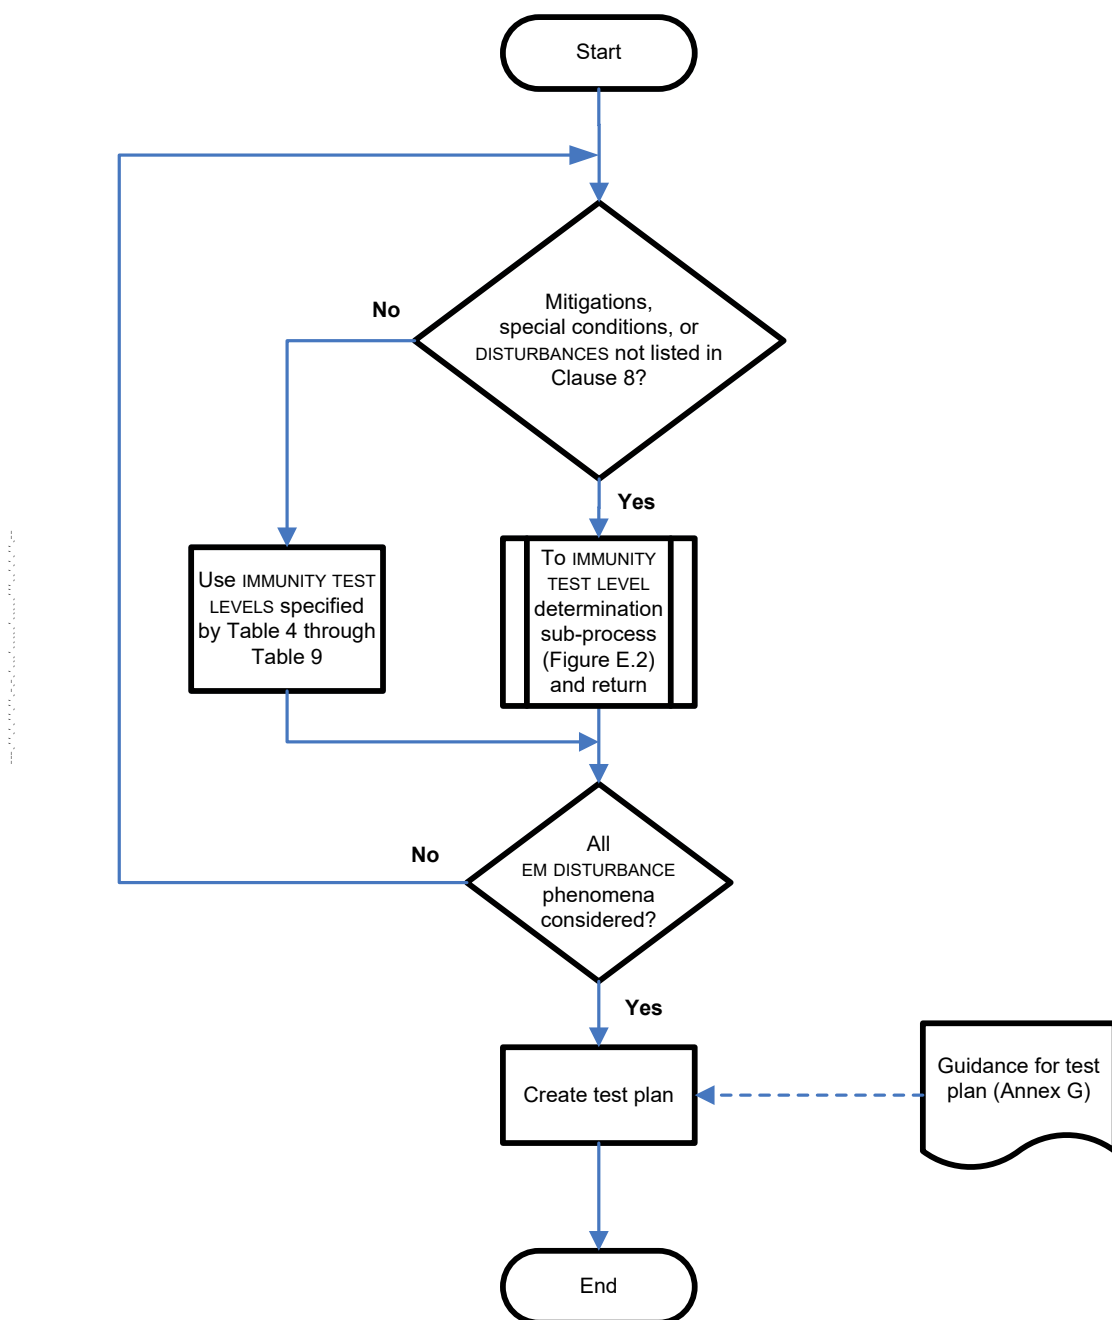 Start
Mitigations,
special conditions, or
DISTURBANCES not listed in
Clause 8?
No
Yes
Use IMMUNITY TEST
LEVELS specified
by Table 4 through
Table 9
To IMMUNITY
TEST LEVEL
determination
sub-process
(Figure E.2)
and return
All
EM DISTURBANCE
phenomena
considered?
No
Yes
Create test plan
Guidance for test
plan (Annex G)
End